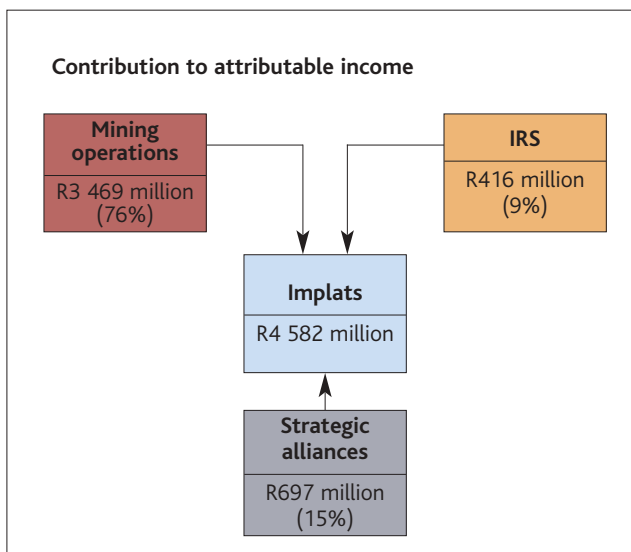 Contribution to attributable income
Mining
operations
R3 469 million
(76%)
IRS
R416 million
(9%)
Implats
R4 582 million
Strategic
alliances
R697 million
(15%)